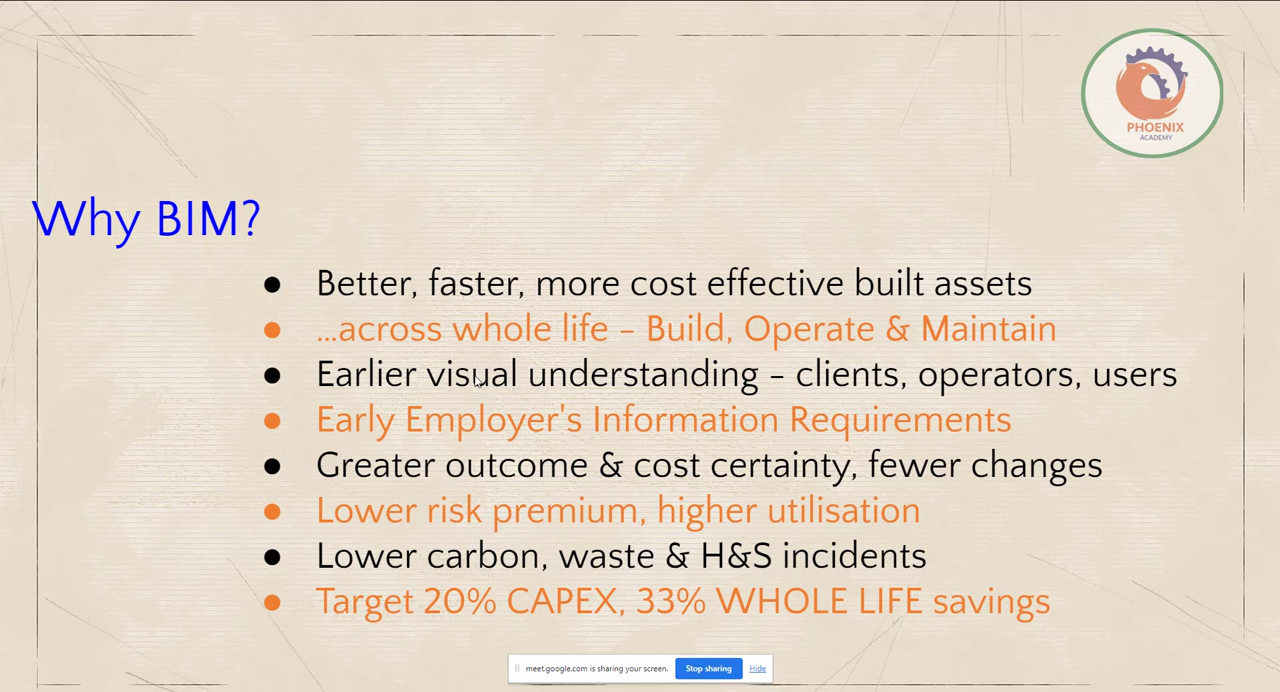 PHOENIX
ACADEMY
Why BIM?
● Better, faster, more cost effective built assets
● ...across whole life – Build, Operate & Maintain
● Earlier visual understanding – clients, operators, users
● Early Employer's Information Requirements
● Greater outcome & cost certainty, fewer changes
● Lower risk premium, higher utilisation
● Lower carbon, waste & H&S incidents
● Target 20% CAPEX, 33% WHOLE LIFE savings
meet.google.com is sharing your screen. Stop sharing Hide